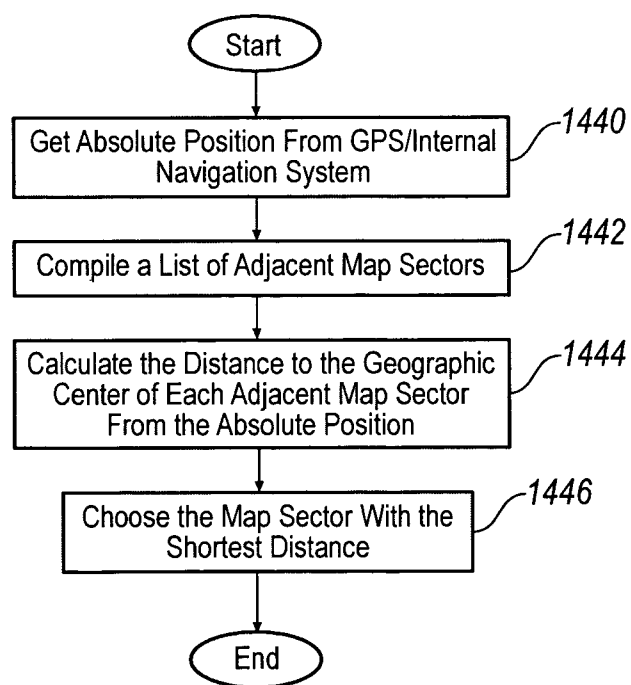 Start
Get Absolute Position From GPS/Internal
Navigation System
1440
Compile a List of Adjacent Map Sectors
1442
Calculate the Distance to the Geographic
Center of Each Adjacent Map Sector
From the Absolute Position
1444
Choose the Map Sector With the
Shortest Distance
1446
End